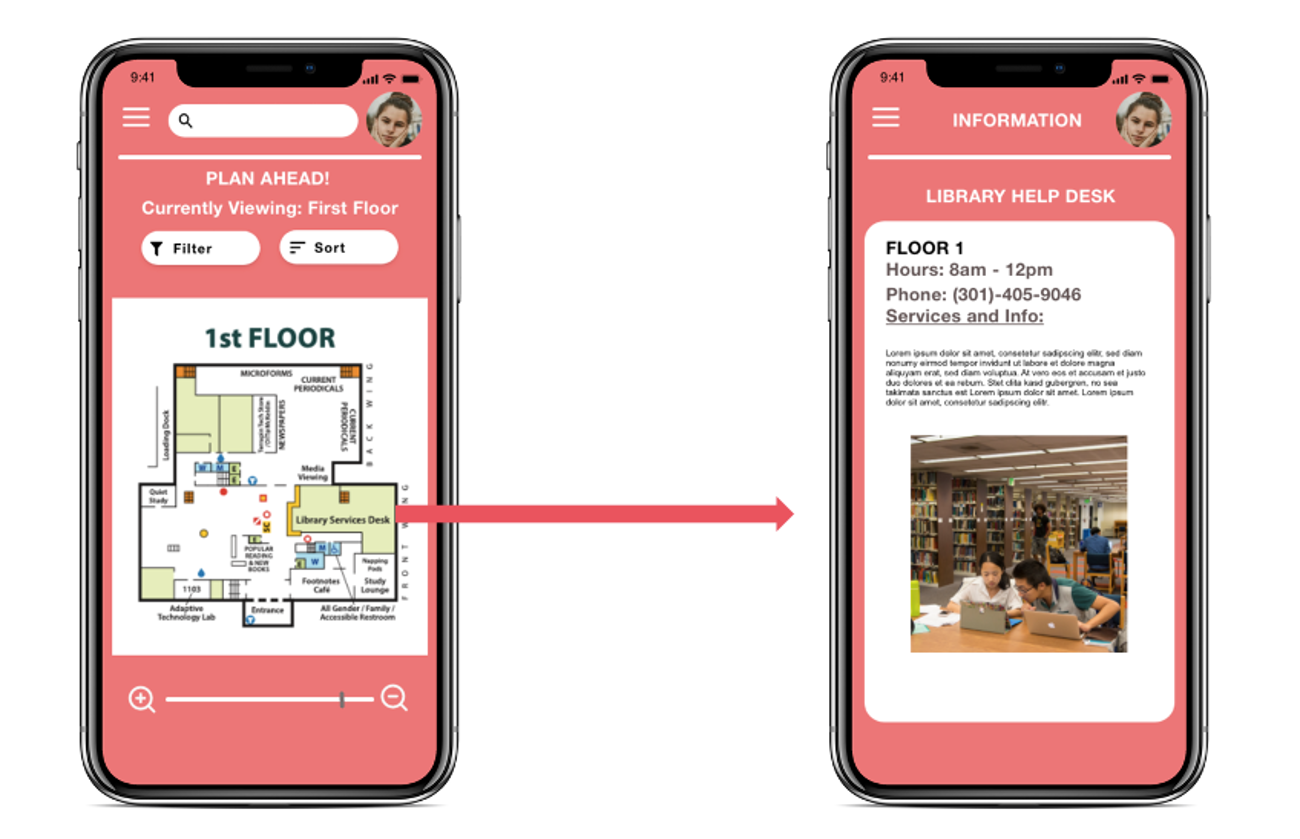 9:41
PLAN AHEAD!
Currently Viewing: First Floor
Filter
Sort
1st FLOOR
MICROFORMS
CURRENT
PERIODICALS
CURRENT
PERIODICALS
NEWSPAPERS
Terrapin Tech Store
Loading Dock
BACK WING
Media
Viewing
W M E
E
Quiet
Study
Library Services Desk
SC
FRONT WING
E
POPULAR
READING
& NEW
BOOKS
M
E W
Napping
Pods
Footnotes
Café
Study
Lounge
1103
Adaptive
Technology Lab
Entrance
All Gender / Family /
Accessible Restroom
9:41
INFORMATION
LIBRARY HELP DESK
FLOOR 1
Hours: 8am - 12pm
Phone: (301)-405-9046
Services and Info:
Lorem ipsum dolor sit amet, consetetur sadipscing elitr, sed diam
nonumy eirmod tempor invidunt ut labore et dolore magna
aliquyam erat, sed diam voluptua. At vero eos et accusam et justo
duo dolores et ea rebum. Stet clita kasd gubergren, no sea
takimata sanctus est Lorem ipsum dolor sit amet. Lorem ipsum
dolor sit amet, consetetur sadipscing elitr.